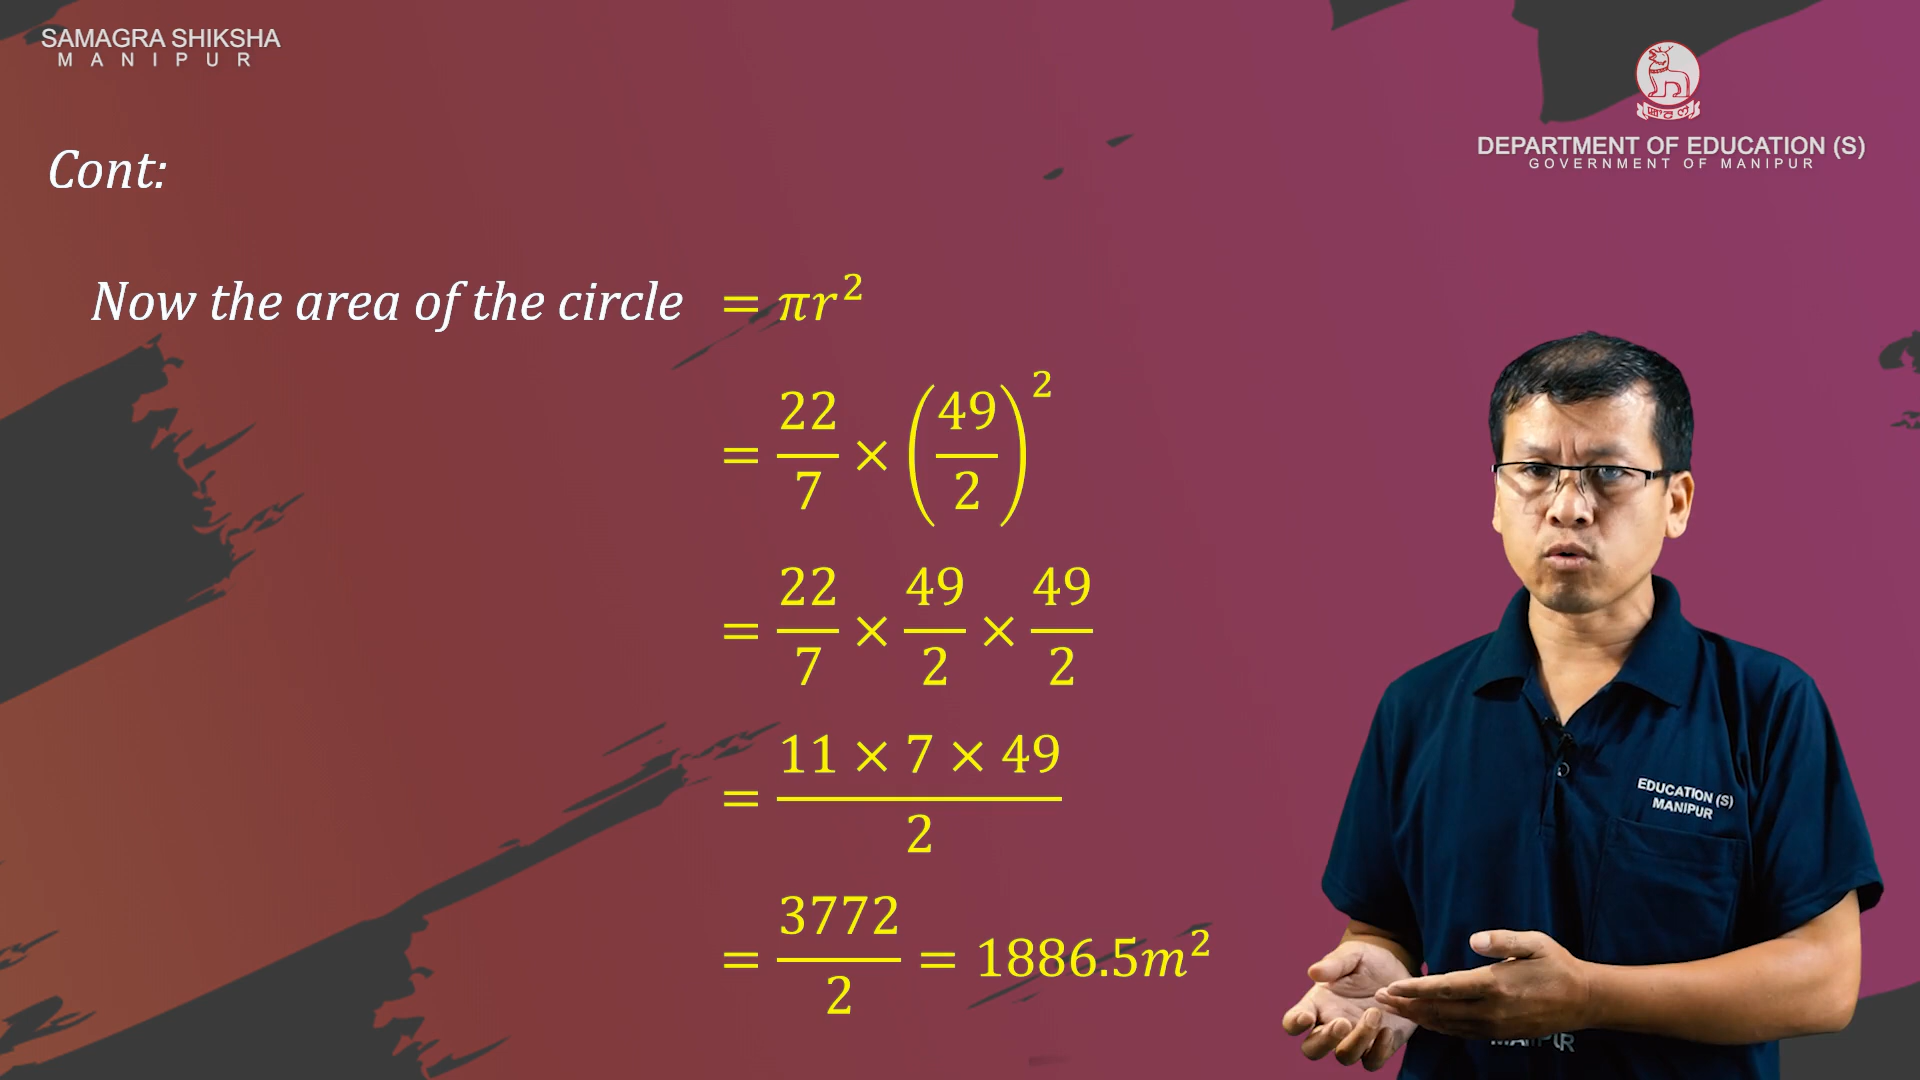 SAMAGRA SHIKSHA
MANIPUR
DEPARTMENT OF EDUCATION (S)
GOVERNMENT OF MANIPUR
Cont:
Now the area of the circle = πr²
= 22/7 × (49/2)²
= 22/7 × 49/2 × 49/2
= 11 × 7 × 49 / 2
= 3772/2 = 1886.5m²
EDUCATION (S)
MANIPUR